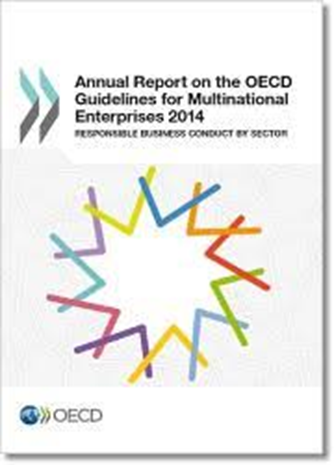 Annual Report on the OECD
Guidelines for Multinational
Enterprises 2014
RESPONSIBLE BUSINESS CONDUCT BY SECTOR
OECD